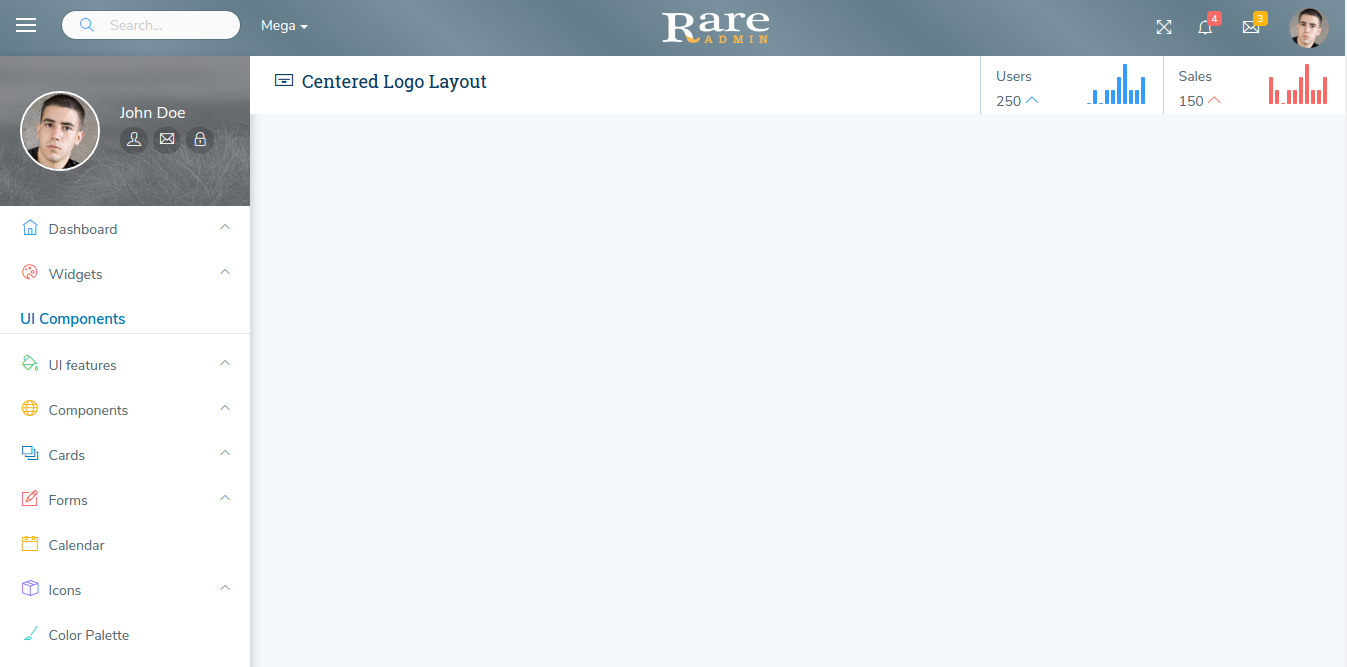 Search...
Mega
Rare
ADMIN
4
3
John Doe
Centered Logo Layout
Users
250
Sales
150
Dashboard
Widgets
UI Components
UI features
Components
Cards
Forms
Calendar
Icons
Color Palette